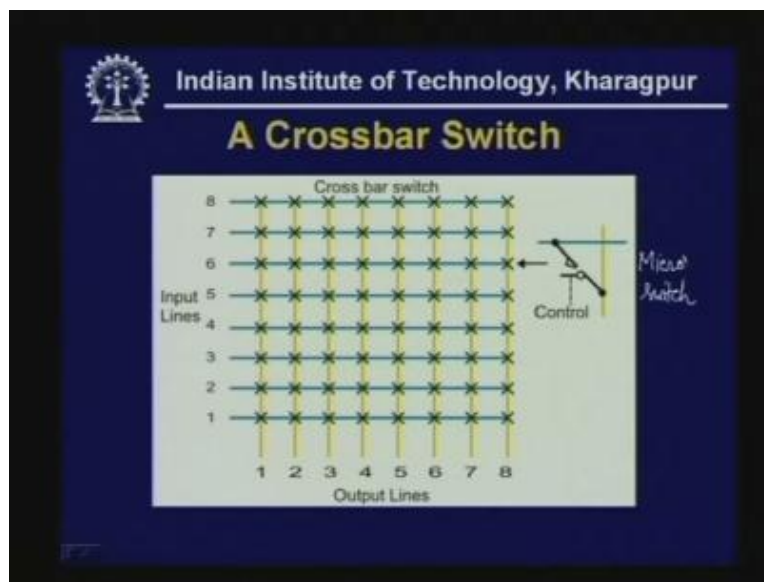 Indian Institute of Technology, Kharagpur
A Crossbar Switch
Cross bar switch
8
7
6
Input 5
Lines
4
3
2
1
Control
Micro
Switch
1 2 3 4 5 6 7 8
Output Lines